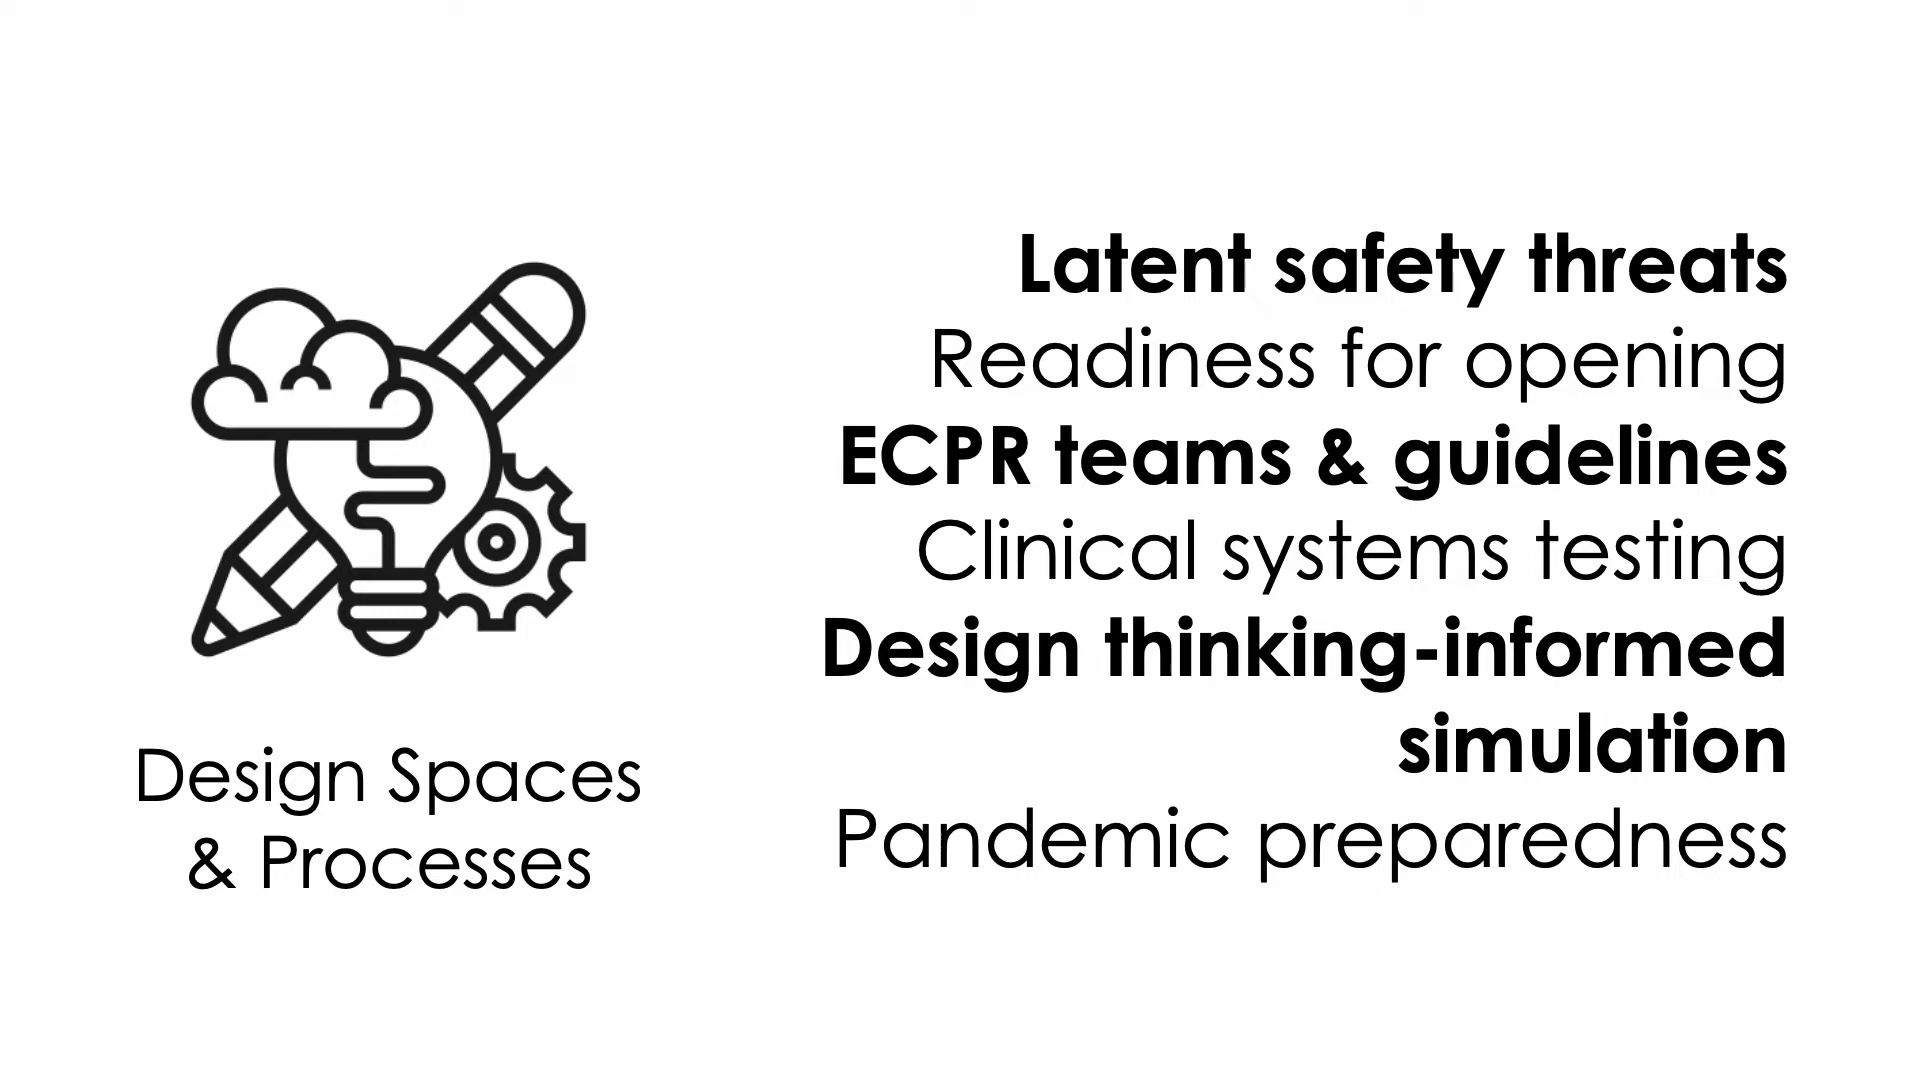 Design Spaces
& Processes
Latent safety threats
Readiness for opening
ECPR teams & guidelines
Clinical systems testing
Design thinking-informed
simulation
Pandemic preparedness